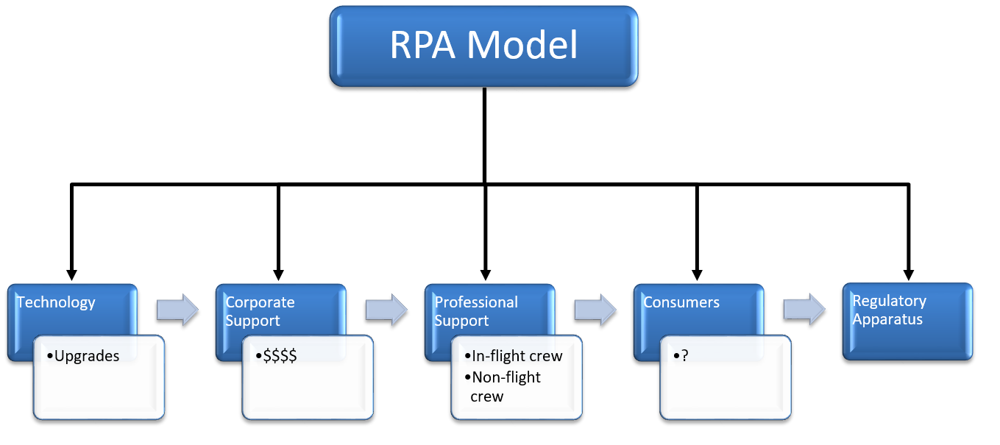 RPA Model
Technology
•Upgrades
Corporate
Support
•$$$$
Professional
Support
•In-flight crew
•Non-flight
crew
Consumers
•?
Regulatory
Apparatus